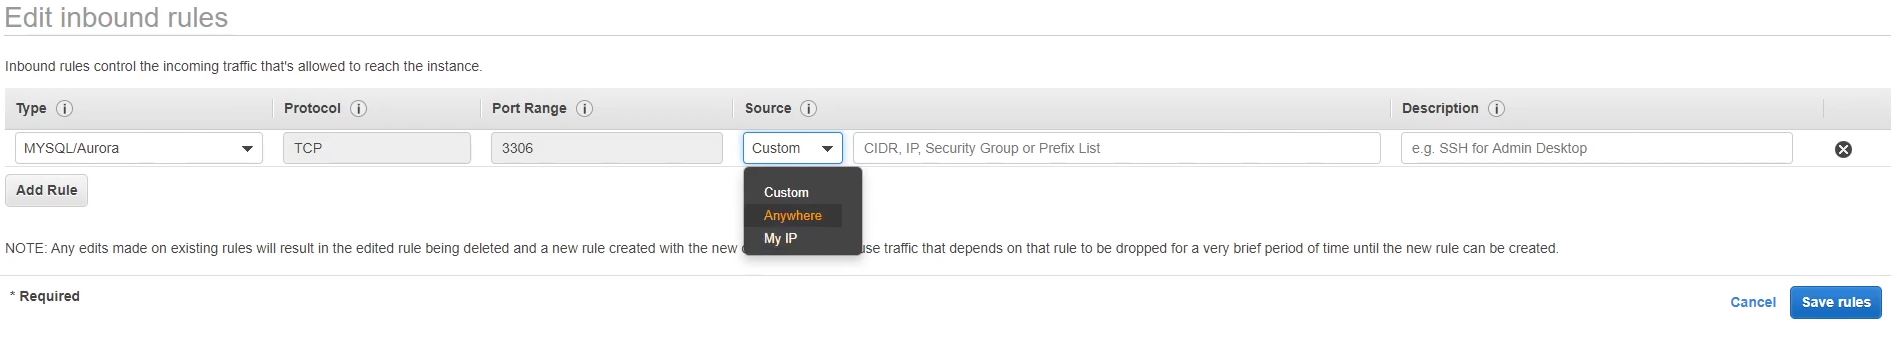 Edit inbound rules
Inbound rules control the incoming traffic that's allowed to reach the instance.
Type i Protocol i Port Range i Source i Description i
MYSQL/Aurora TCP 3306 Custom CIDR, IP, Security Group or Prefix List e.g. SSH for Admin Desktop
Add Rule
Custom
Anywhere
My IP
NOTE: Any edits made on existing rules will result in the edited rule being deleted and a new rule created with the new use traffic that depends on that rule to be dropped for a very brief period of time until the new rule can be created.
* Required
Cancel Save rules